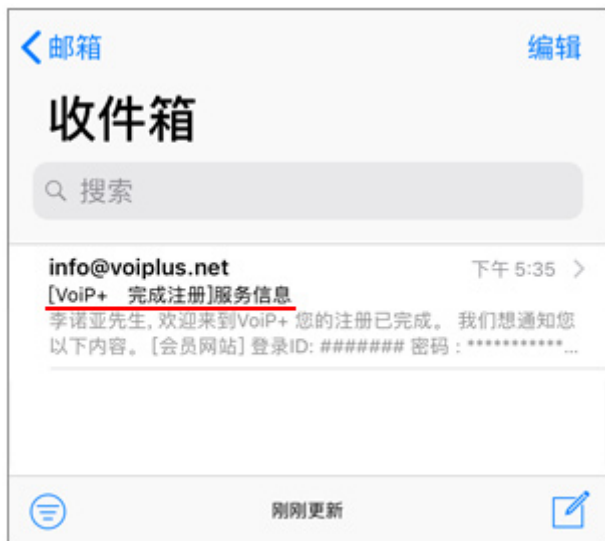 邮箱 编辑
收件箱
搜索
info@voiplus.net 下午 5:35
[VoiP+　完成注册]服务信息
李诺亚先生, 欢迎来到VoiP+ 您的注册已完成。 我们想通知您
以下内容。 [会员网站] 登录ID: ####### 密码 : ***********...
刚刚更新